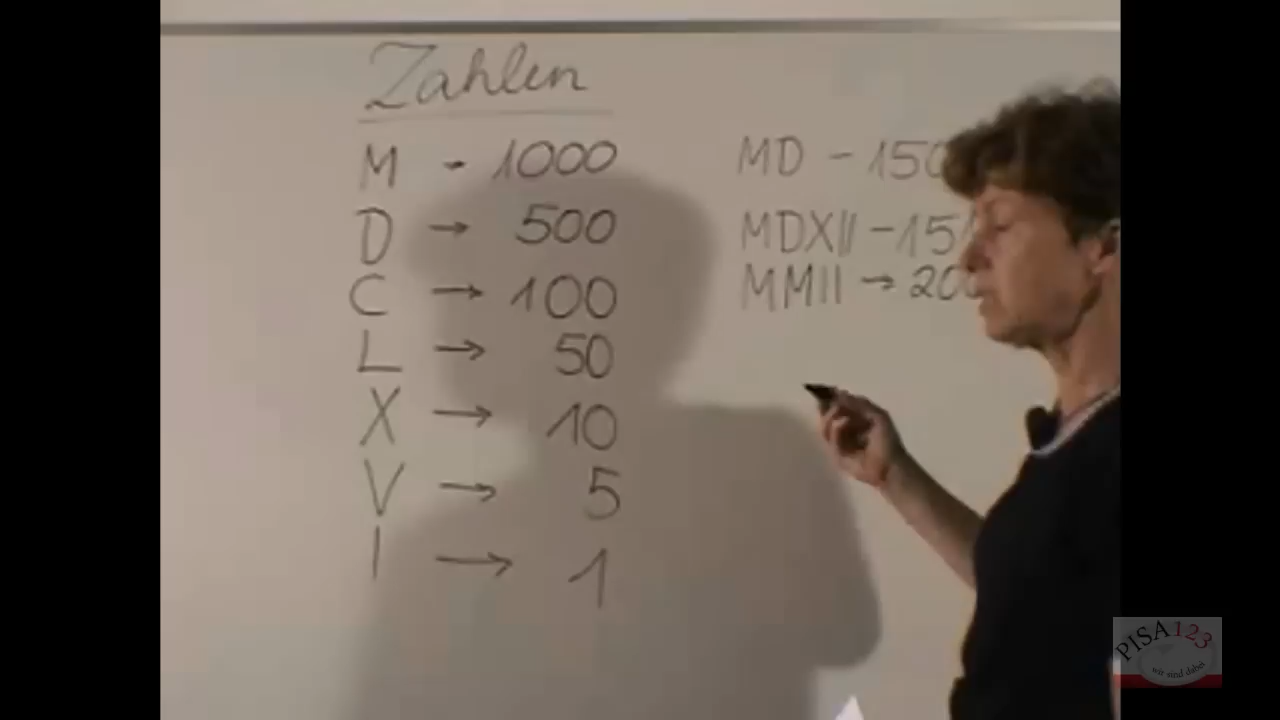 Zahlen
M - 1000
D → 500
C → 100
L → 50
X → 10
V → 5
I → 1
MD - 150
MDXII - 15
MMII → 20
PISA123
wir sind dabei